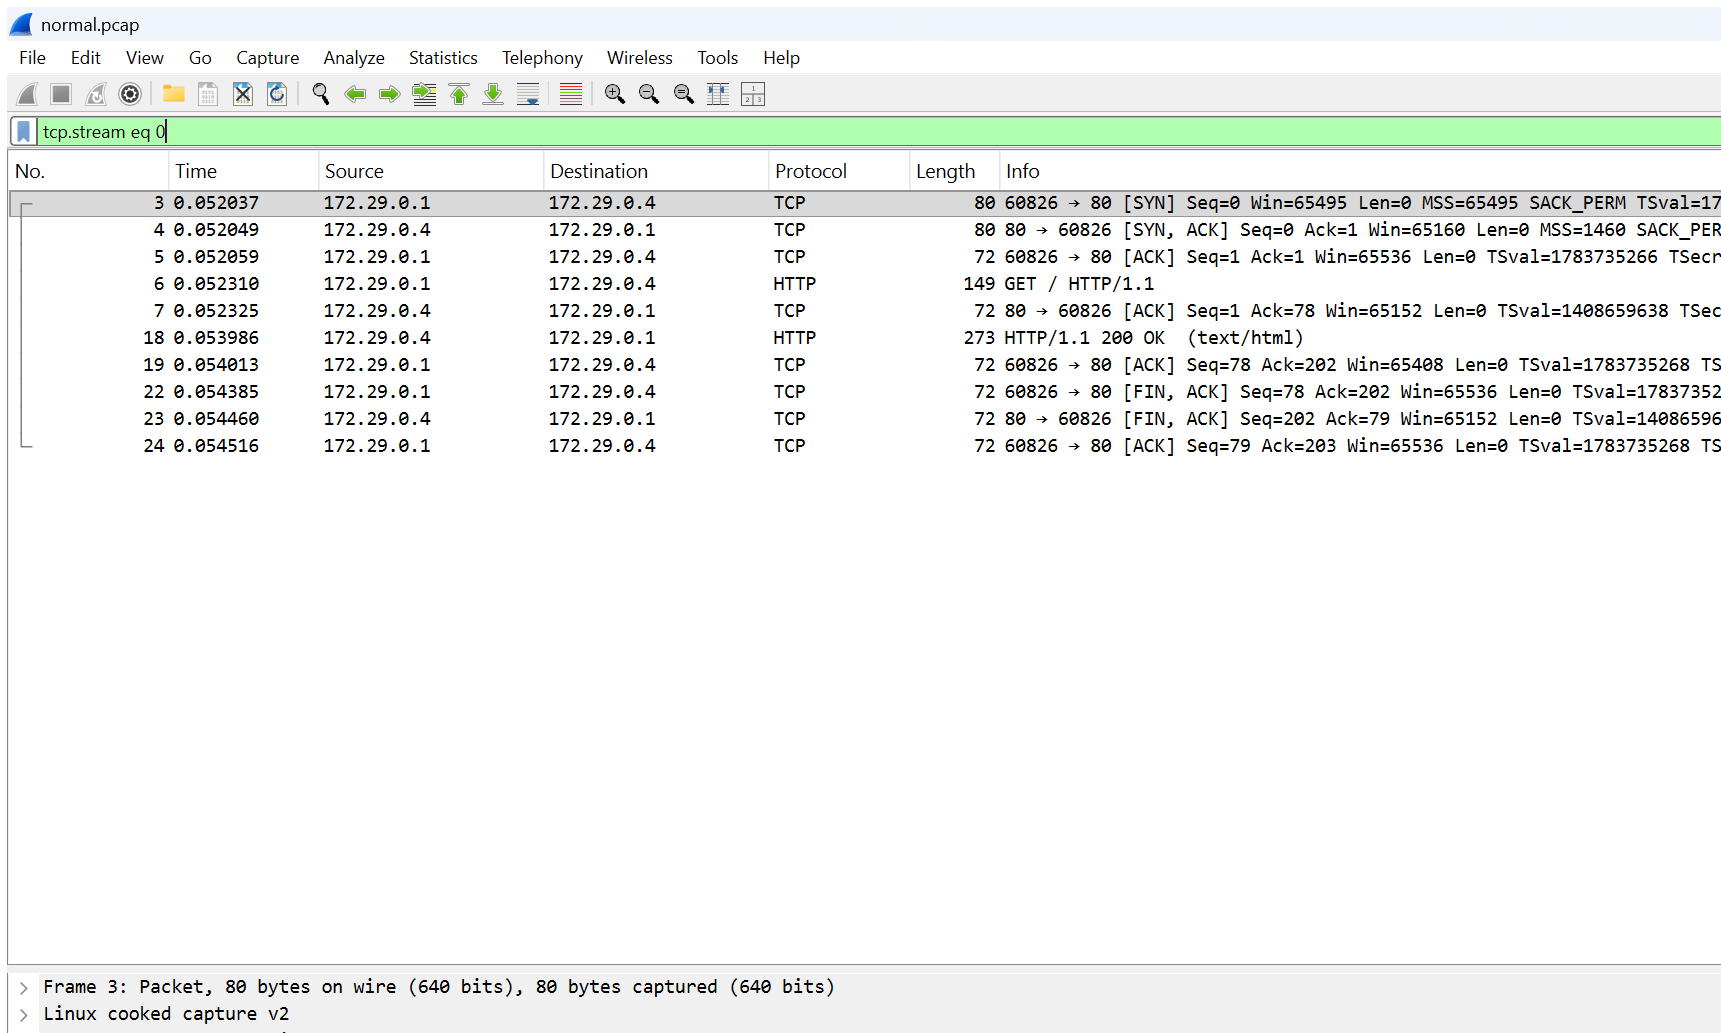 normal.pcap
File Edit View Go Capture Analyze Statistics Telephony Wireless Tools Help
tcp.stream eq 0
No. Time Source Destination Protocol Length Info
3 0.052037 172.29.0.1 172.29.0.4 TCP 80 60826 → 80 [SYN] Seq=0 Win=65495 Len=0 MSS=65495 SACK_PERM TSval=17
4 0.052049 172.29.0.4 172.29.0.1 TCP 80 80 → 60826 [SYN, ACK] Seq=0 Ack=1 Win=65160 Len=0 MSS=1460 SACK_PER
5 0.052059 172.29.0.1 172.29.0.4 TCP 72 60826 → 80 [ACK] Seq=1 Ack=1 Win=65536 Len=0 TSval=1783735266 TSecr
6 0.052310 172.29.0.1 172.29.0.4 HTTP 149 GET / HTTP/1.1
7 0.052325 172.29.0.4 172.29.0.1 TCP 72 80 → 60826 [ACK] Seq=1 Ack=78 Win=65152 Len=0 TSval=1408659638 TSec
18 0.053986 172.29.0.4 172.29.0.1 HTTP 273 HTTP/1.1 200 OK (text/html)
19 0.054013 172.29.0.1 172.29.0.4 TCP 72 60826 → 80 [ACK] Seq=78 Ack=202 Win=65408 Len=0 TSval=1783735268 TS
22 0.054385 172.29.0.1 172.29.0.4 TCP 72 60826 → 80 [FIN, ACK] Seq=78 Ack=202 Win=65536 Len=0 TSval=17837352
23 0.054460 172.29.0.4 172.29.0.1 TCP 72 80 → 60826 [FIN, ACK] Seq=202 Ack=79 Win=65152 Len=0 TSval=14086596
24 0.054516 172.29.0.1 172.29.0.4 TCP 72 60826 → 80 [ACK] Seq=79 Ack=203 Win=65536 Len=0 TSval=1783735268 TS
Frame 3: Packet, 80 bytes on wire (640 bits), 80 bytes captured (640 bits)
Linux cooked capture v2